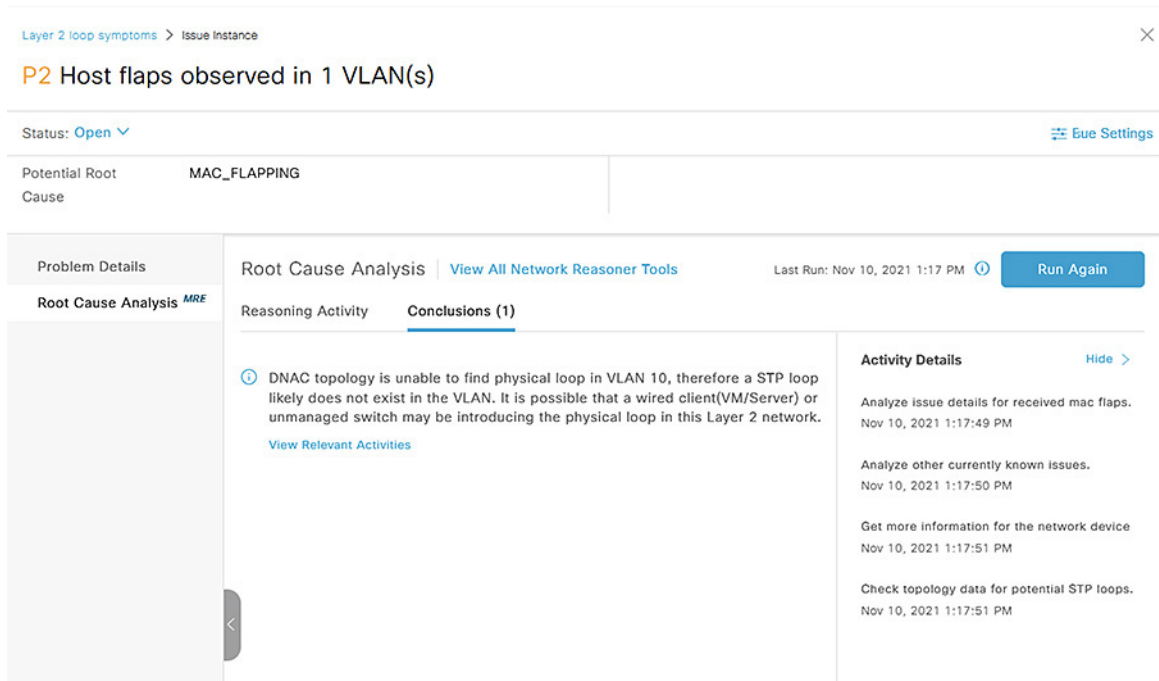 Layer 2 loop symptoms > Issue Instance
P2 Host flaps observed in 1 VLAN(s)
Status: Open
Eue Settings
Potential Root
Cause
MAC_FLAPPING
Problem Details
Root Cause Analysis MRE
Root Cause Analysis
View All Network Reasoner Tools
Last Run: Nov 10, 2021 1:17 PM
Run Again
Reasoning Activity
Conclusions (1)
DNAC topology is unable to find physical loop in VLAN 10, therefore a STP loop
likely does not exist in the VLAN. It is possible that a wired client(VM/Server) or
unmanaged switch may be introducing the physical loop in this Layer 2 network.
View Relevant Activities
Activity Details
Hide >
Analyze issue details for received mac flaps.
Nov 10, 2021 1:17:49 PM
Analyze other currently known issues.
Nov 10, 2021 1:17:50 PM
Get more information for the network device
Nov 10, 2021 1:17:51 PM
Check topology data for potential STP loops.
Nov 10, 2021 1:17:51 PM